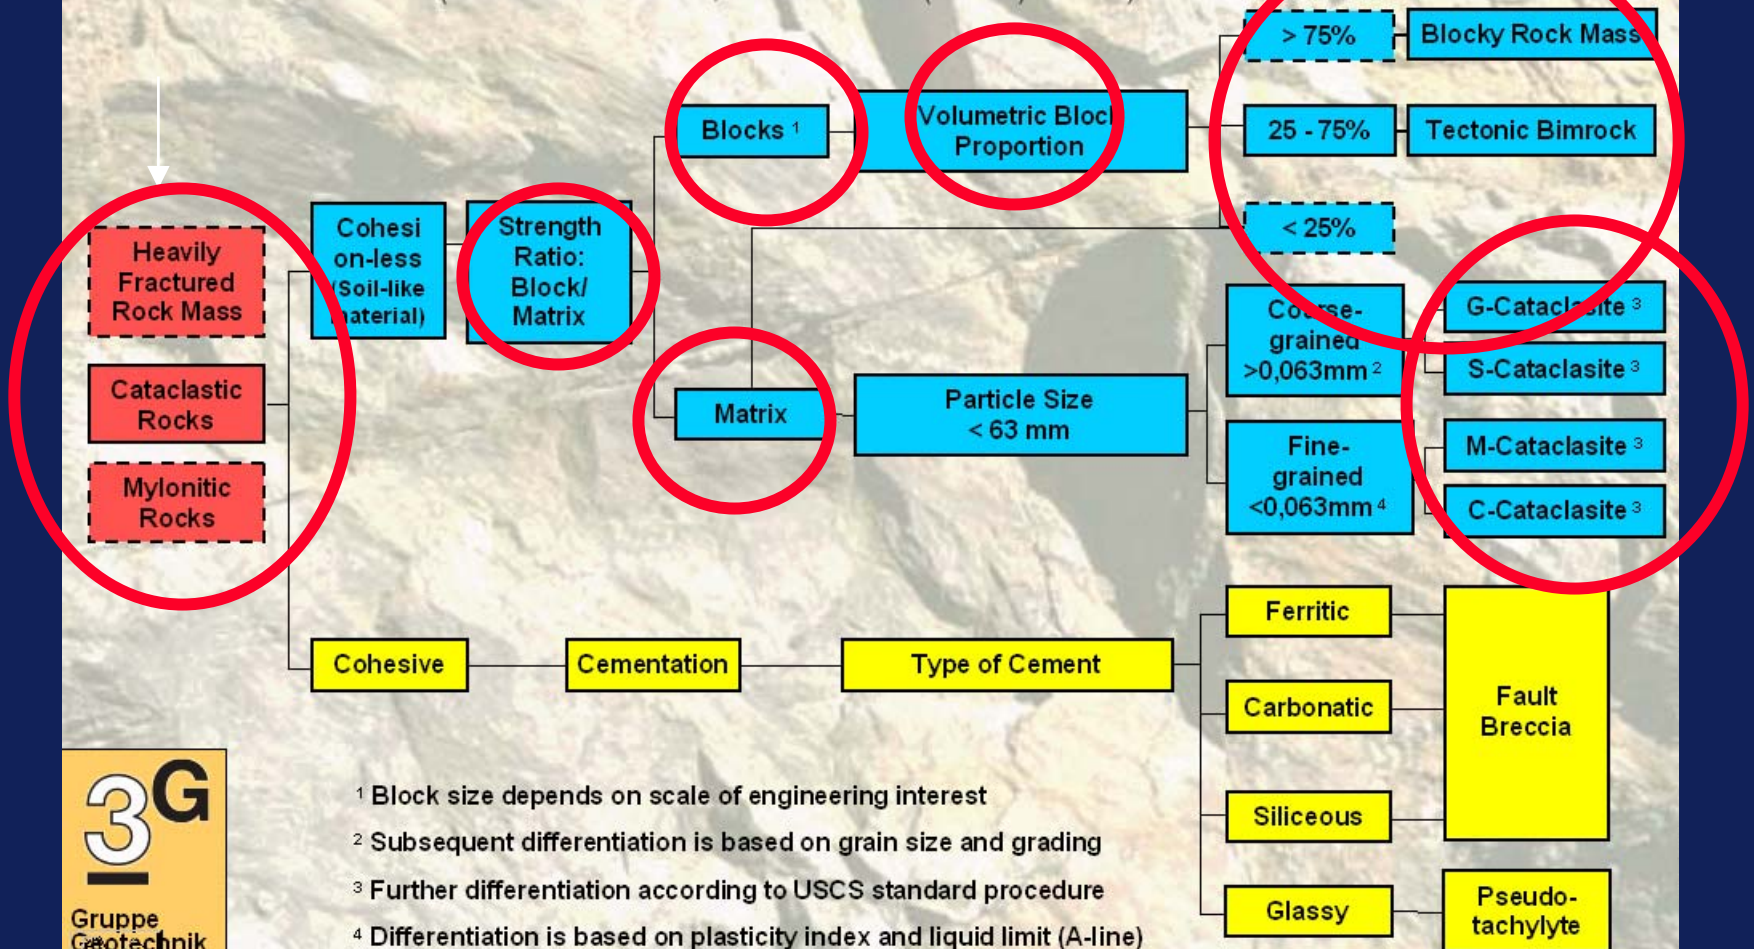 > 75%
Blocky Rock Mass
Blocks ¹
Volumetric Block
Proportion
25 - 75%
Tectonic Bimrock
< 25%
Heavily
Fractured
Rock Mass
Cohesi
on-less
(Soil-like
material)
Strength
Ratio:
Block/
Matrix
Coarse-
grained
>0,063mm ²
G-Cataclasite ³
S-Cataclasite ³
Cataclastic
Rocks
Matrix
Particle Size
< 63 mm
Fine-
grained
<0,063mm ⁴
M-Cataclasite ³
C-Cataclasite ³
Mylonitic
Rocks
Cohesive
Cementation
Type of Cement
Ferritic
Carbonatic
Siliceous
Fault
Breccia
Glassy
Pseudo-
tachylyte
¹ Block size depends on scale of engineering interest
² Subsequent differentiation is based on grain size and grading
³ Further differentiation according to USCS standard procedure
⁴ Differentiation is based on plasticity index and liquid limit (A-line)
3G
Gruppe
Geotechnik